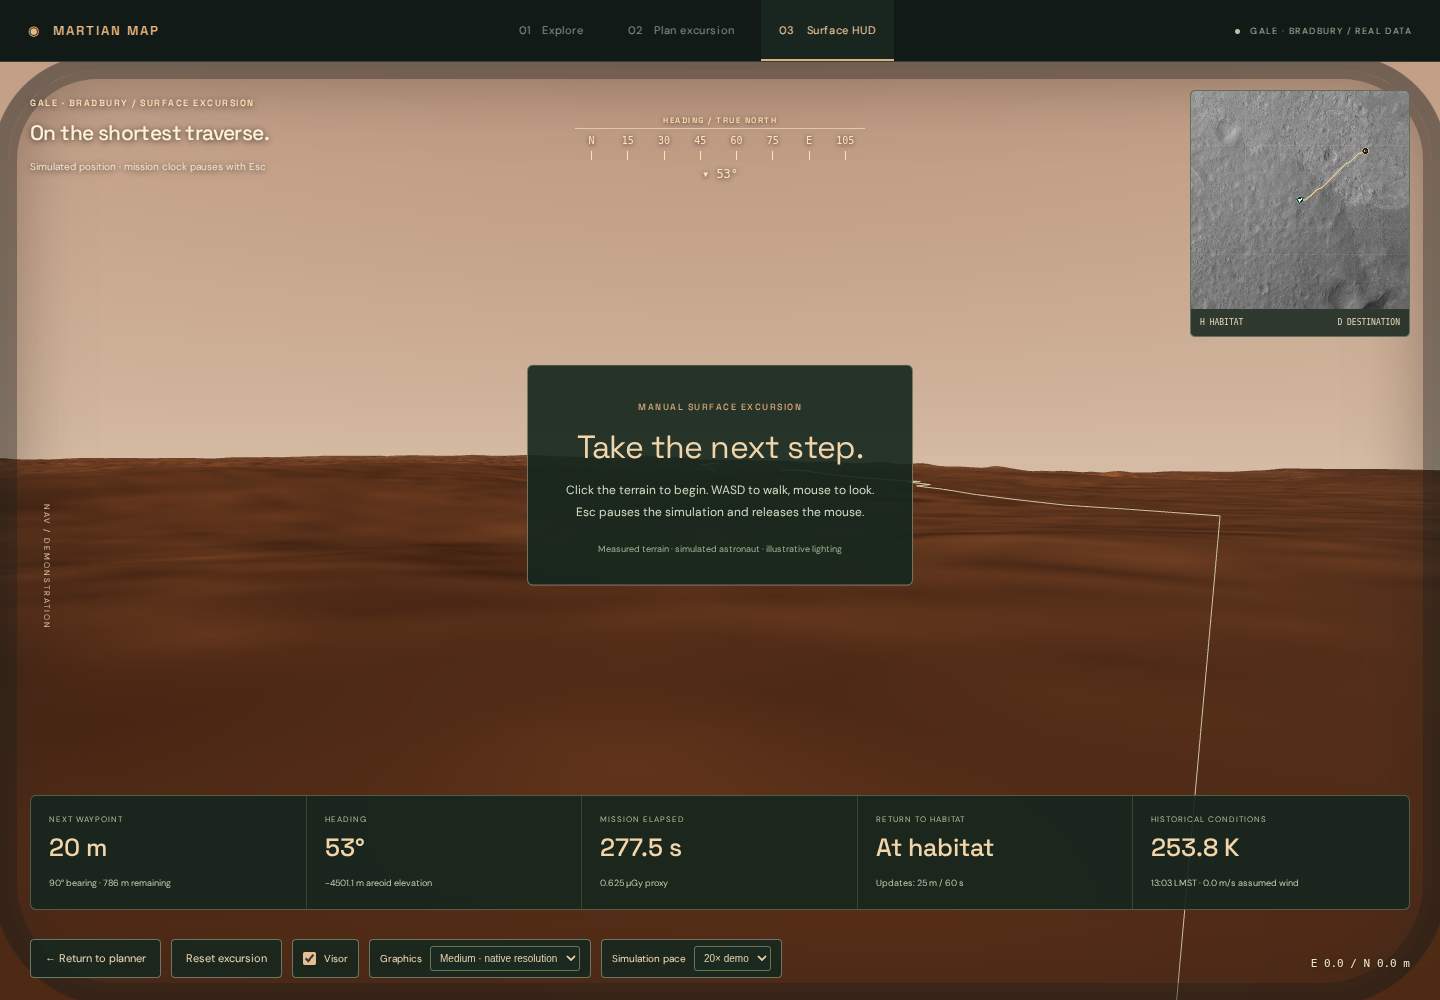 MARTIAN MAP
01 Explore
02 Plan excursion
03 Surface HUD
GALE · BRADBURY / REAL DATA
GALE · BRADBURY / SURFACE EXCURSION
On the shortest traverse.
Simulated position · mission clock pauses with Esc
HEADING / TRUE NORTH
N 15 30 45 60 75 E 105
▾ 53°
H HABITAT D DESTINATION
MANUAL SURFACE EXCURSION
Take the next step.
Click the terrain to begin. WASD to walk, mouse to look.
Esc pauses the simulation and releases the mouse.
Measured terrain · simulated astronaut · illustrative lighting
NAV / DEMONSTRATION
NEXT WAYPOINT
20 m
90° bearing · 786 m remaining
HEADING
53°
-4501.1 m areoid elevation
MISSION ELAPSED
277.5 s
0.625 µGy proxy
RETURN TO HABITAT
At habitat
Updates: 25 m / 60 s
HISTORICAL CONDITIONS
253.8 K
13:03 LMST · 0.0 m/s assumed wind
← Return to planner
Reset excursion
Visor
Graphics Medium · native resolution
Simulation pace 20× demo
E 0.0 / N 0.0 m